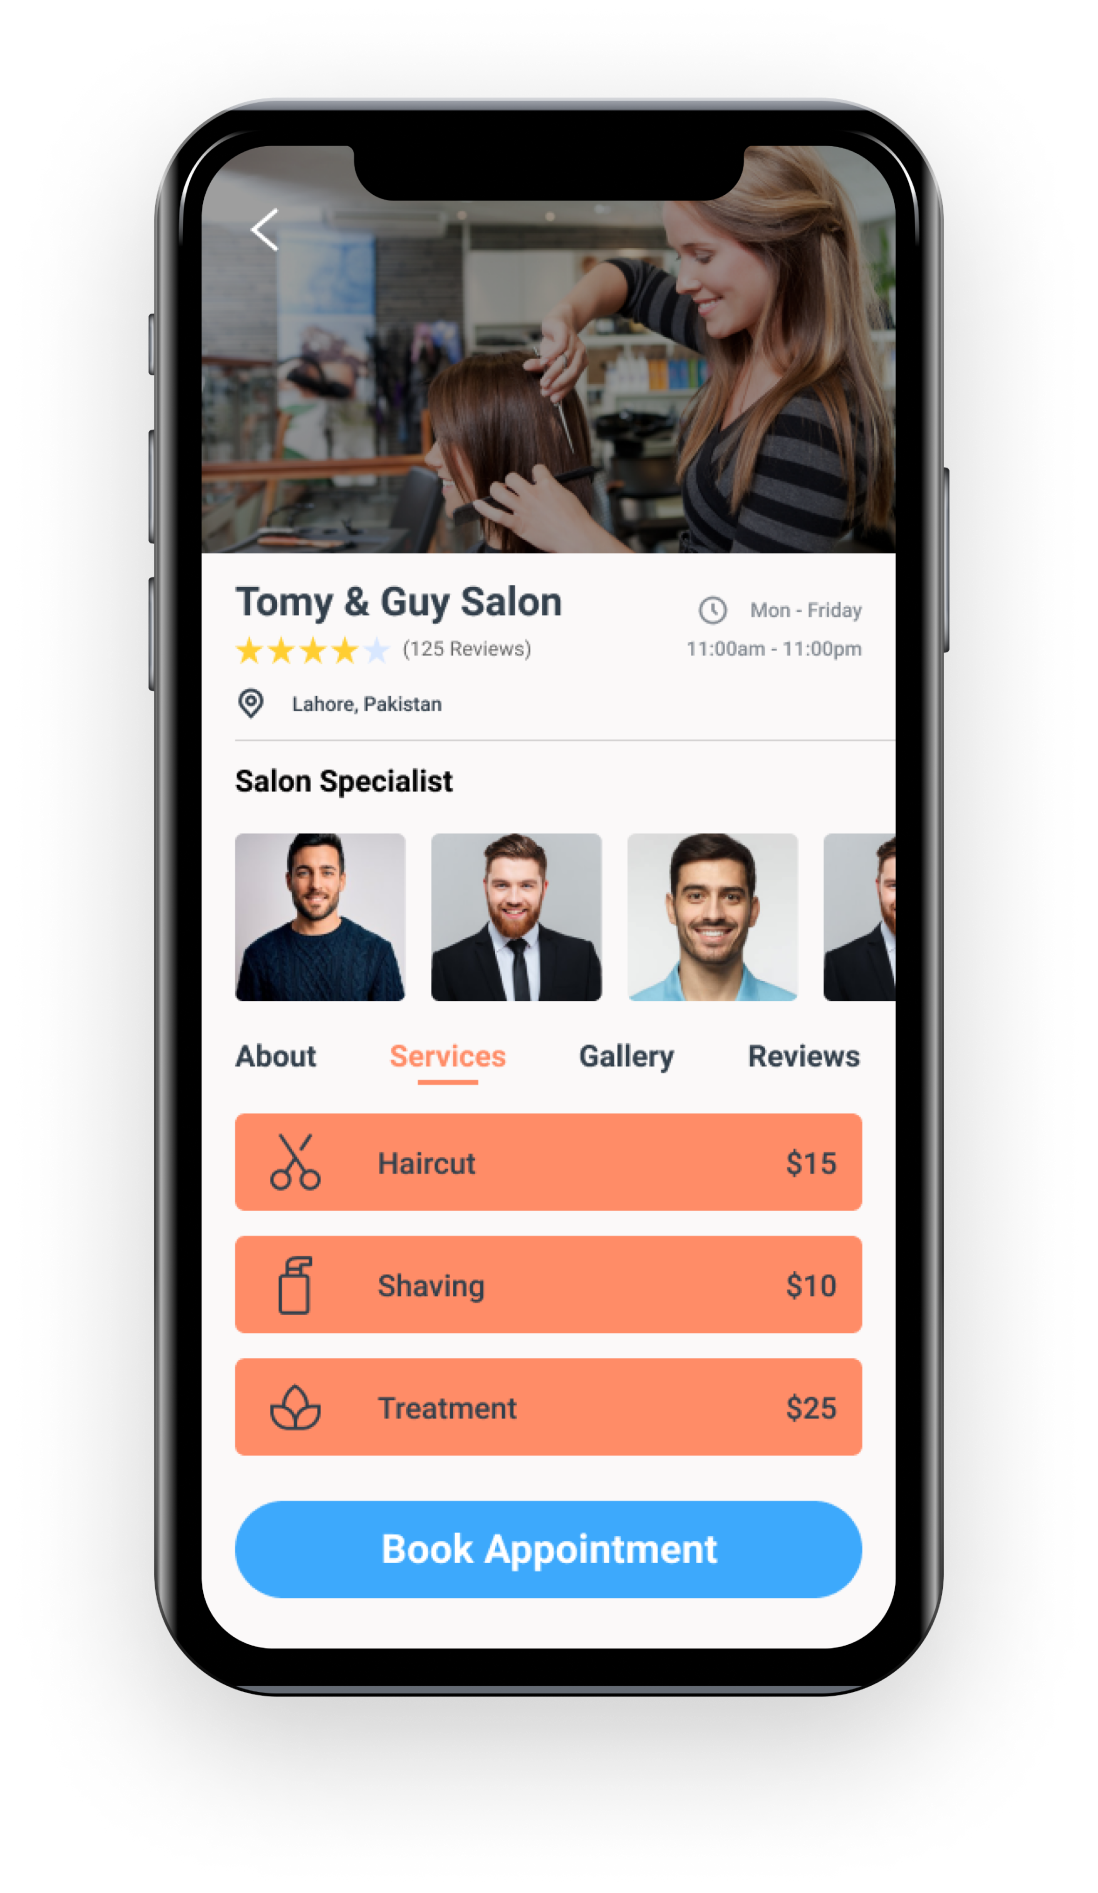 Tomy & Guy Salon
Mon - Friday
(125 Reviews)
11:00am - 11:00pm
Lahore, Pakistan
Salon Specialist
About Services Gallery Reviews
Haircut $15
Shaving $10
Treatment $25
Book Appointment